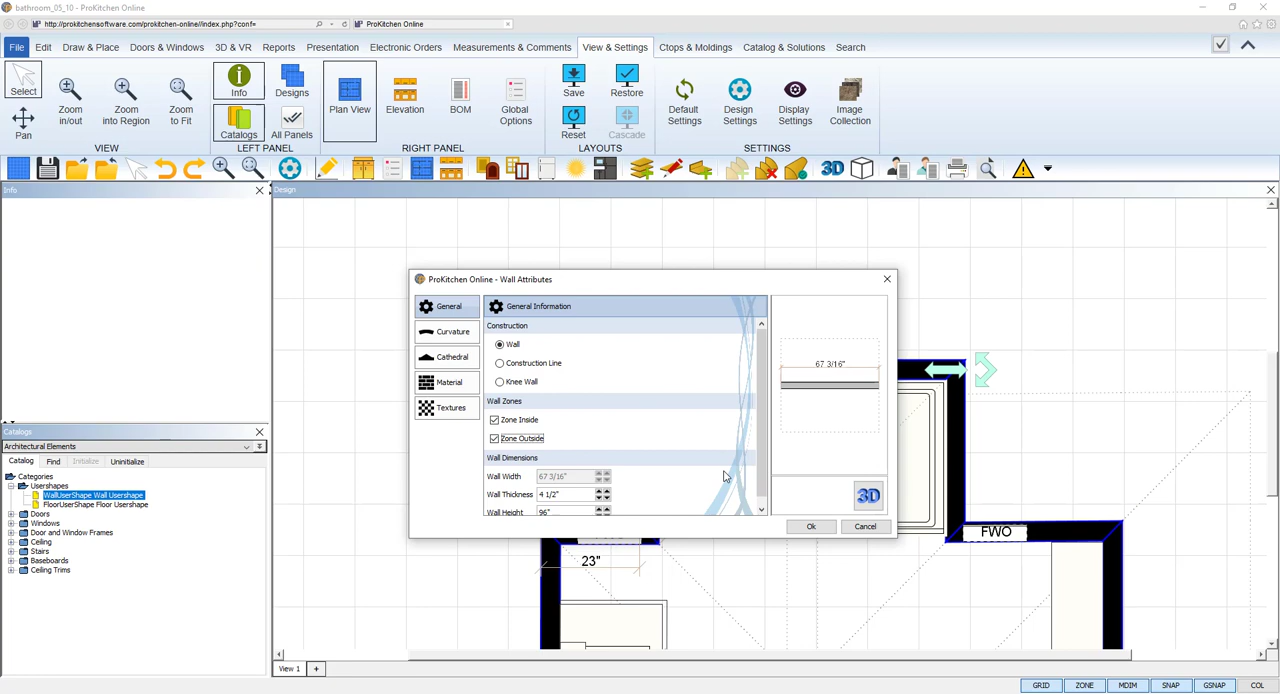 bathroom_05_10 = ProKitchen Online
http://prokitchensoftware.com/prokitchen-online//index.php?conf=
ProKitchen Online
File Edit Draw & Place Doors & Windows 3D & VR Reports Presentation Electronic Orders Measurements & Comments View & Settings Ctops & Moldings Catalog & Solutions Search
Select
Pan
Zoom in/out
Zoom into Region
Zoom to Fit
VIEW
Info
Designs
Catalogs
All Panels
LEFT PANEL
Plan View
Elevation
BOM
Global Options
RIGHT PANEL
Save
Restore
Reset
Cascade
LAYOUTS
Default Settings
Design Settings
Display Settings
Image Collection
SETTINGS
3D
Info
Design
Catalogs
Architectural Elements
Catalog Find Initialize Uninitialize
Categories
Usershapes
WallUserShape Wall Usershape
FloorUserShape Floor Usershape
Doors
Windows
Door and Window Frames
Ceiling
Stairs
Baseboards
Ceiling Trims
ProKitchen Online - Wall Attributes
General
Curvature
Cathedral
Material
Textures
General Information
Construction
Wall
Construction Line
Knee Wall
Wall Zones
Zone Inside
Zone Outside
Wall Dimensions
Wall Width 67 3/16"
Wall Thickness 4 1/2"
Wall Height 96"
67 3/16"
3D
Ok
Cancel
FWO
23"
View 1 +
GRID ZONE MDIM SNAP GSNAP COL